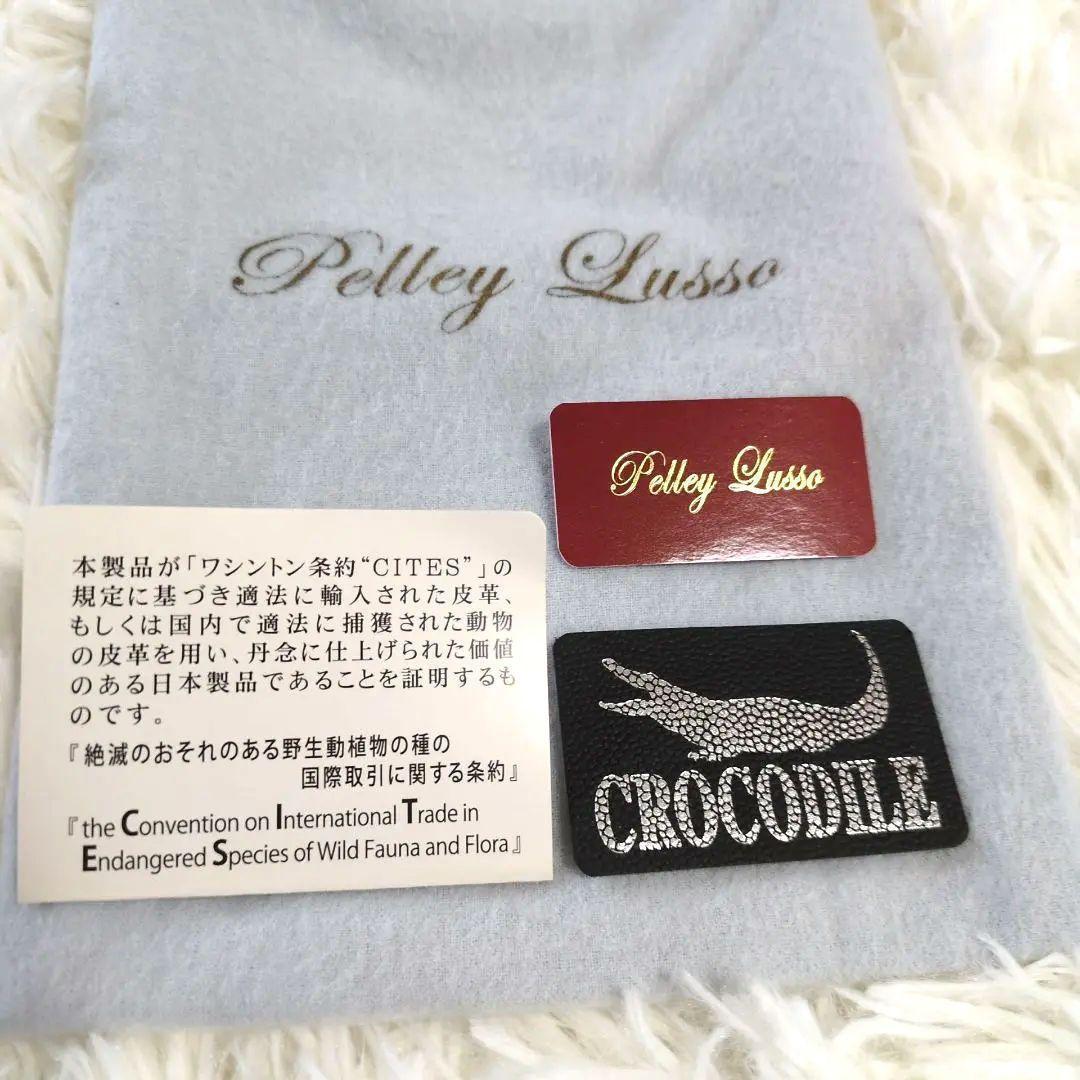 Pelley Lusso
Pelley Lusso
本製品が「ワシントン条約“CITES”」の
規定に基づき適法に輸入された皮革、
もしくは国内で適法に捕獲された動物
の皮革を用い、丹念に仕上げられた価値
のある日本製品であることを証明するも
のです。
『絶滅のおそれのある野生動植物の種の
国際取引に関する条約』
『the Convention on International Trade in
Endangered Species of Wild Fauna and Flora』
CROCODILE